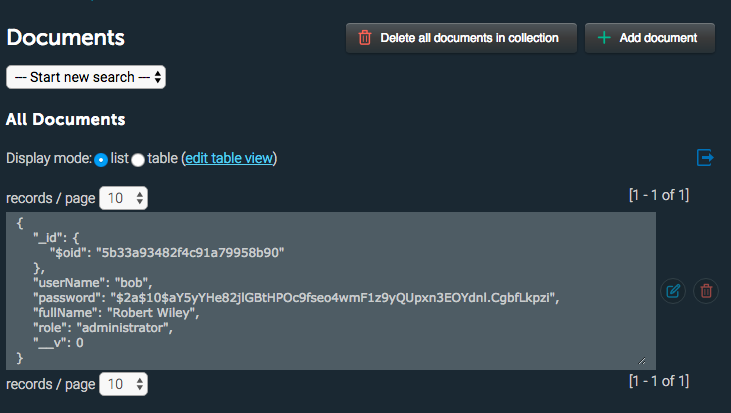 Documents
Delete all documents in collection
Add document
--- Start new search ---
All Documents
Display mode: list table (edit table view)
records / page 10 [1 - 1 of 1]
{
"_id": {
"$oid": "5b33a93482f4c91a79958b90"
},
"userName": "bob",
"password": "$2a$10$aY5yYHe82jlGBtHPOc9fseo4wmF1z9yQUpxn3EOYdnl.CgbfLkpzi",
"fullName": "Robert Wiley",
"role": "administrator",
"__v": 0
}
records / page 10 [1 - 1 of 1]